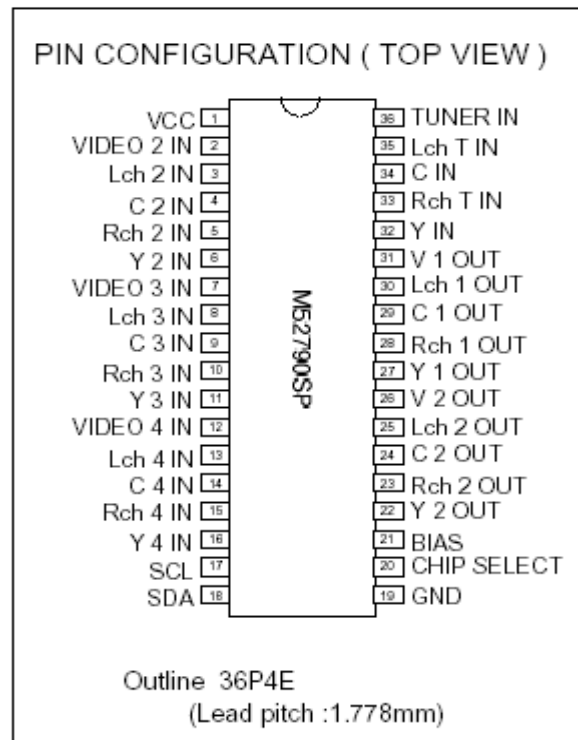 PIN CONFIGURATION ( TOP VIEW )
VCC 1
VIDEO 2 IN 2
Lch 2 IN 3
C 2 IN 4
Rch 2 IN 5
Y 2 IN 6
VIDEO 3 IN 7
Lch 3 IN 8
C 3 IN 9
Rch 3 IN 10
Y 3 IN 11
VIDEO 4 IN 12
Lch 4 IN 13
C 4 IN 14
Rch 4 IN 15
Y 4 IN 16
SCL 17
SDA 18
M52790SP
36 TUNER IN
35 Lch T IN
34 C IN
33 Rch T IN
32 Y IN
31 V 1 OUT
30 Lch 1 OUT
29 C 1 OUT
28 Rch 1 OUT
27 Y 1 OUT
26 V 2 OUT
25 Lch 2 OUT
24 C 2 OUT
23 Rch 2 OUT
22 Y 2 OUT
21 BIAS
20 CHIP SELECT
19 GND
Outline 36P4E
(Lead pitch :1.778mm)